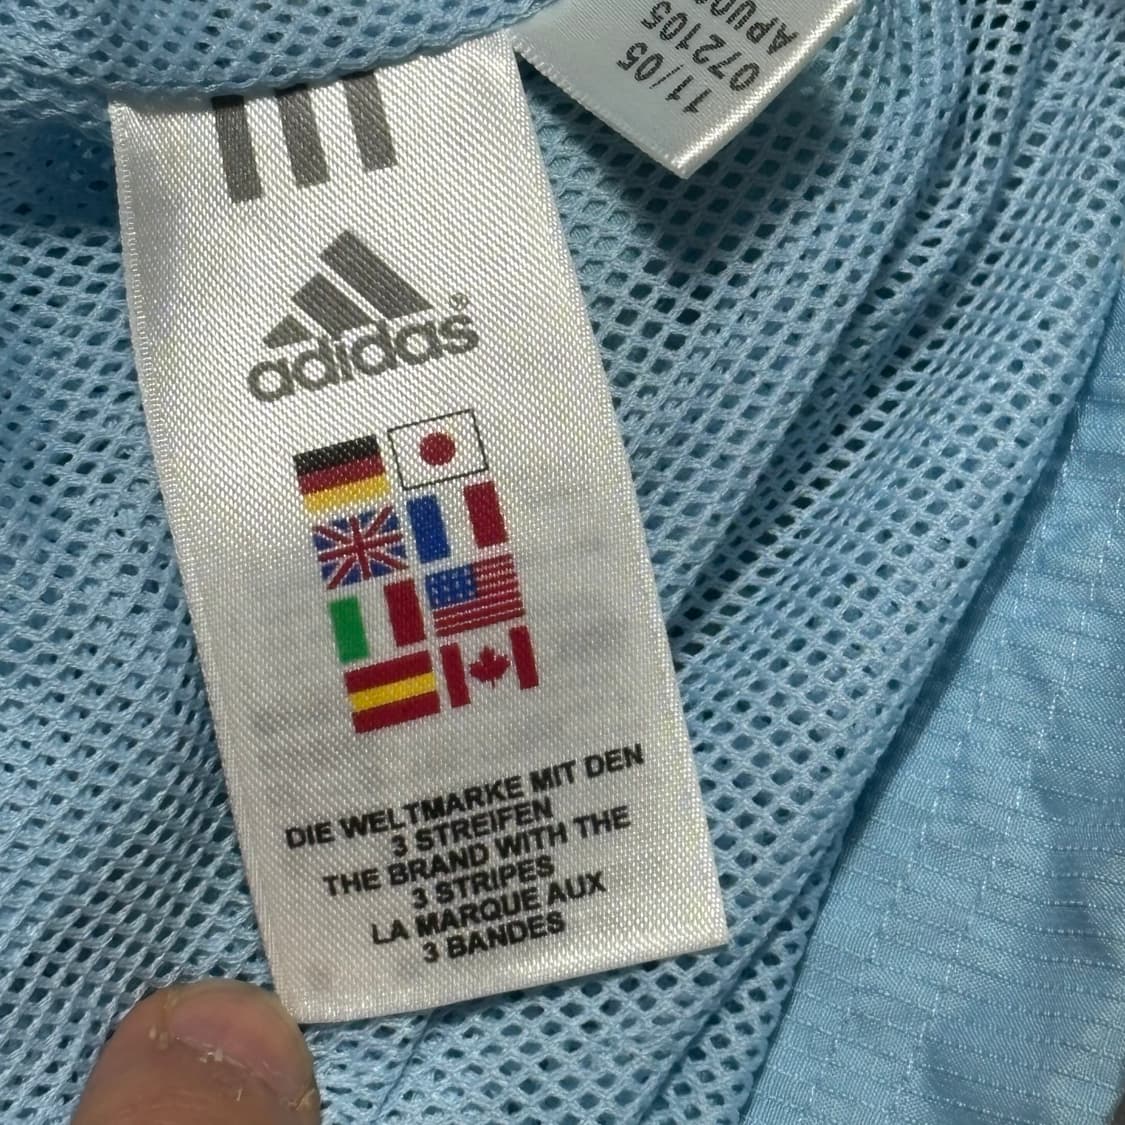 11/05
072105
adidas®
DIE WELTMARKE MIT DEN
3 STREIFEN
THE BRAND WITH THE
3 STRIPES
LA MARQUE AUX
3 BANDES